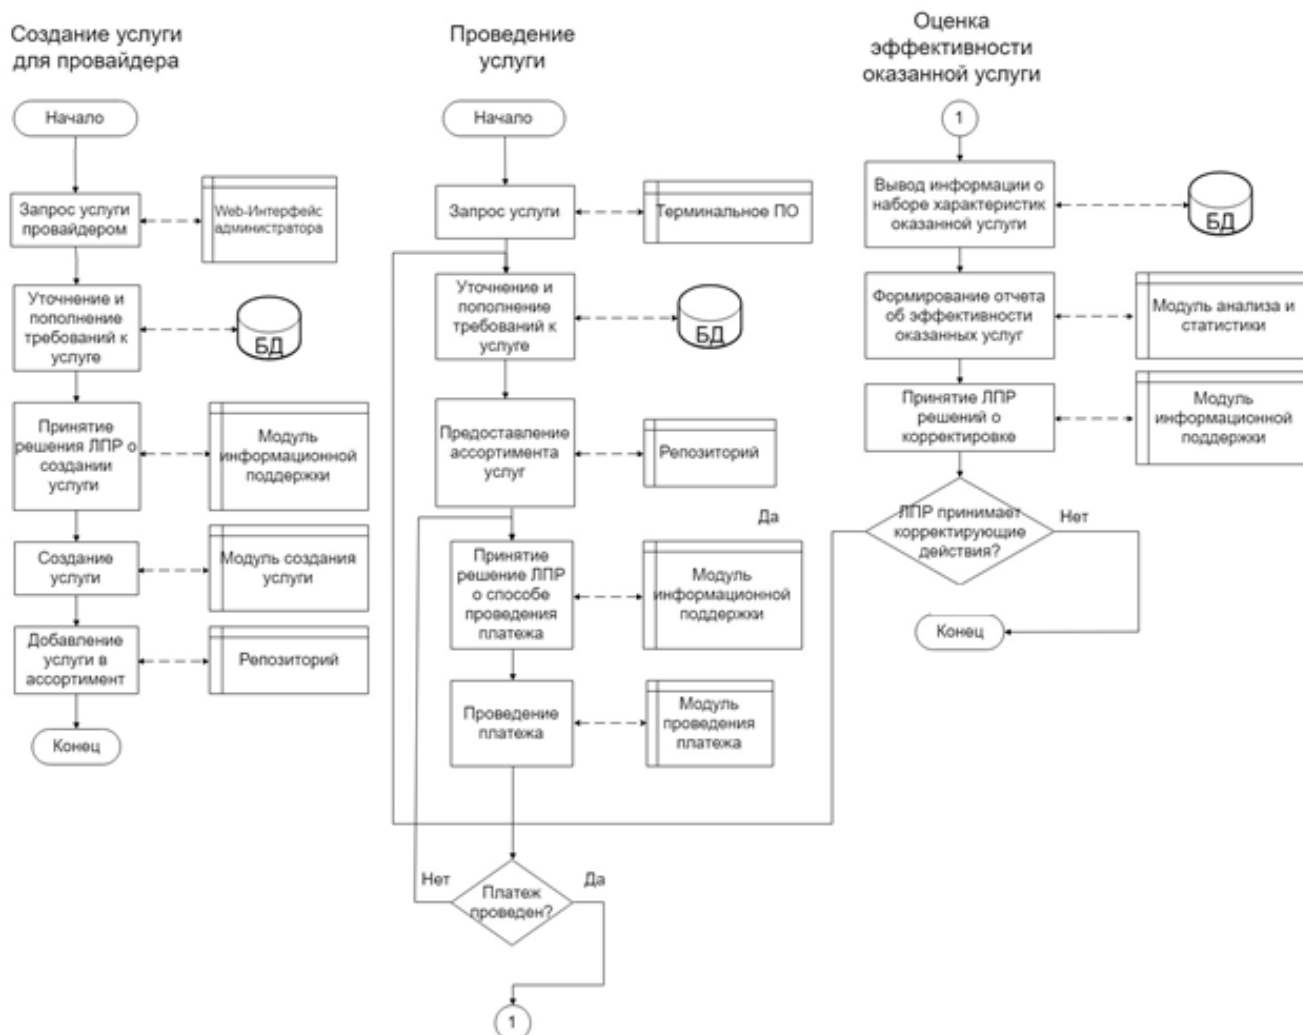 Создание услуги
для провайдера
Начало
Запрос услуги
провайдером
Web-Интерфейс
администратора
Уточнение и
пополнение
требований к
услуге
БД
Принятие
решения ЛПР о
создании
услуги
Модуль
информационной
поддержки
Создание
услуги
Модуль создания
услуги
Добавление
услуги в
ассортимент
Репозиторий
Конец
Проведение
услуги
Начало
Запрос услуги
Терминальное ПО
Уточнение и
пополнение
требований к
услуге
БД
Предоставление
ассортимента
услуг
Репозиторий
Принятие
решение ЛПР
о способе
проведения
платежа
Модуль
информационной
поддержки
Проведение
платежа
Модуль
проведения
платежа
Платеж
проведен?
Нет
Да
1
Оценка
эффективности
оказанной услуги
1
Вывод информации о
наборе характеристик
оказанной услуги
БД
Формирование отчета
об эффективности
оказанных услуг
Модуль анализа и
статистики
Принятие ЛПР
решений о
корректировке
Модуль
информационной
поддержки
ЛПР принимает
корректирующие
действия?
Да
Нет
Конец